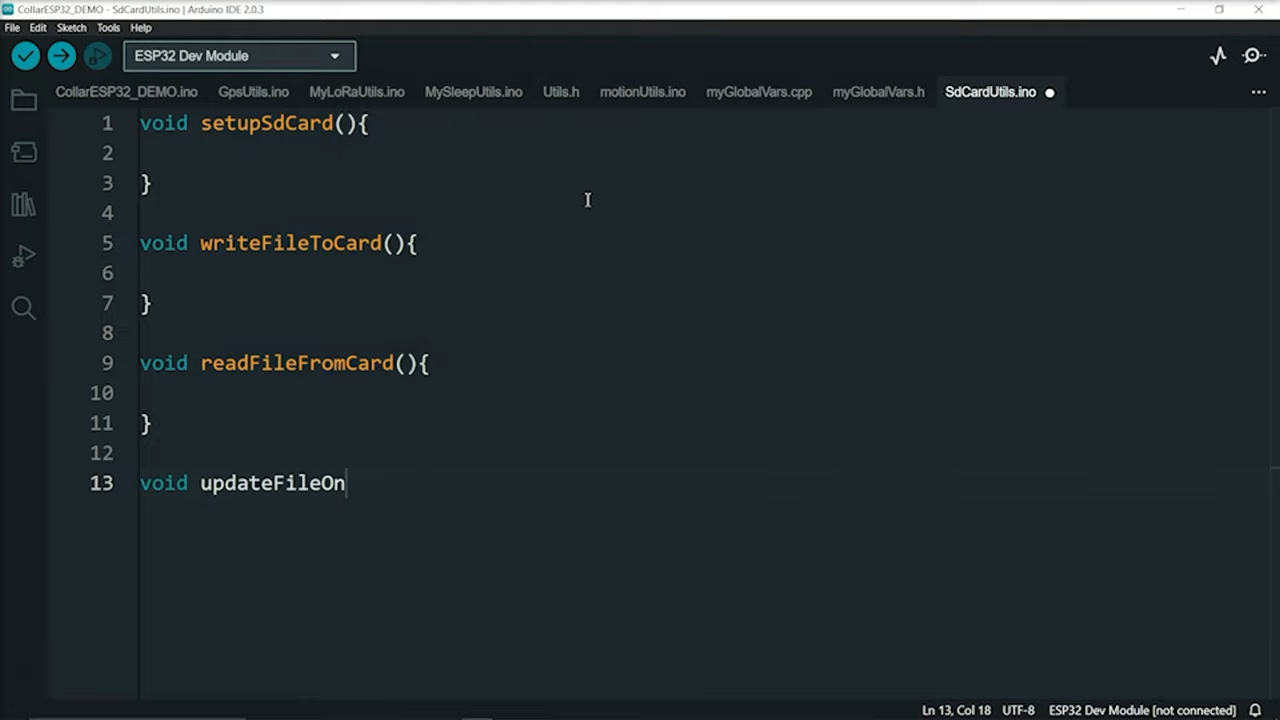 CollarESP32_DEMO - SdCardUtils.ino | Arduino IDE 2.0.3
File Edit Sketch Tools Help
ESP32 Dev Module
CollarESP32_DEMO.ino GpsUtils.ino MyLoRaUtils.ino MySleepUtils.ino Utils.h motionUtils.ino myGlobalVars.cpp myGlobalVars.h SdCardUtils.ino
1 void setupSdCard(){
2
3 }
4
5 void writeFileToCard(){
6
7 }
8
9 void readFileFromCard(){
10
11 }
12
13 void updateFileOn
Ln 13, Col 18 UTF-8 ESP32 Dev Module [not connected]